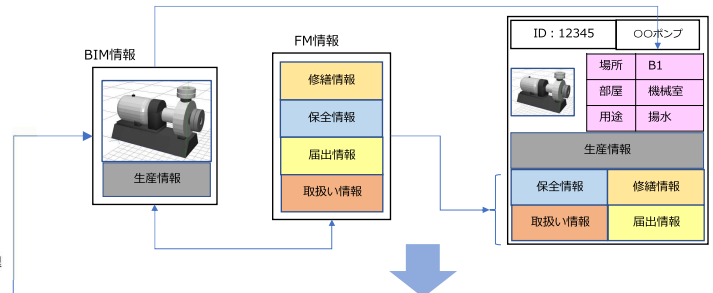 BIM情報
生産情報
FM情報
修繕情報
保全情報
届出情報
取扱い情報
ID：12345
〇〇ポンプ
場所 B1
部屋 機械室
用途 揚水
生産情報
保全情報 修繕情報
取扱い情報 届出情報